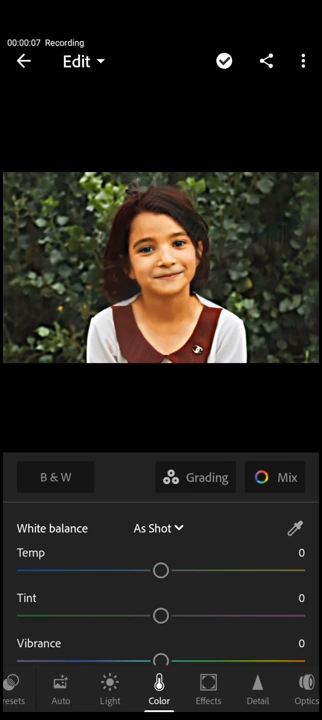 00:00:07 Recording
Edit
B & W
Grading
Mix
White balance
As Shot
Temp
0
Tint
0
Vibrance
0
resets
Auto
Light
Color
Effects
Detail
Optics